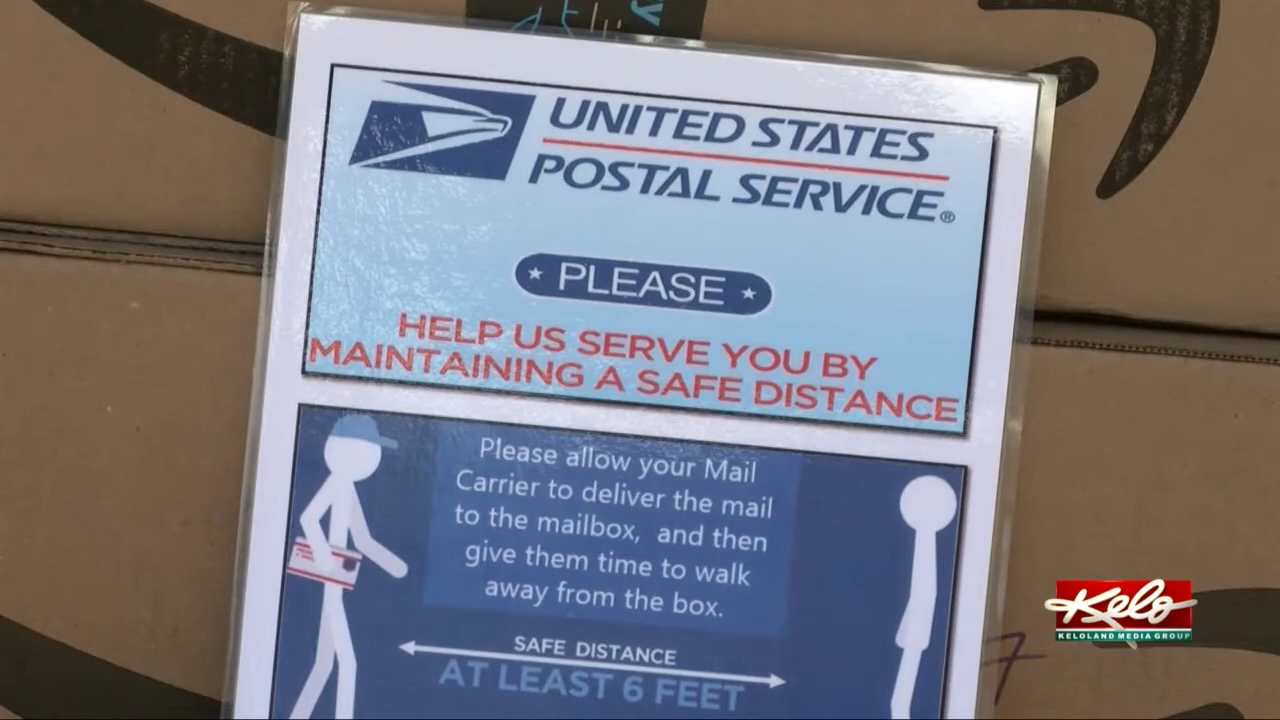 UNITED STATES
POSTAL SERVICE®
PLEASE
HELP US SERVE YOU BY
MAINTAINING A SAFE DISTANCE
Please allow your Mail
Carrier to deliver the mail
to the mailbox, and then
give them time to walk
away from the box.
SAFE DISTANCE
AT LEAST 6 FEET
7
Kelo
KELOLAND MEDIA GROUP